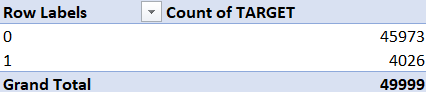 Row Labels Count of TARGET
0 45973
1 4026
Grand Total 49999